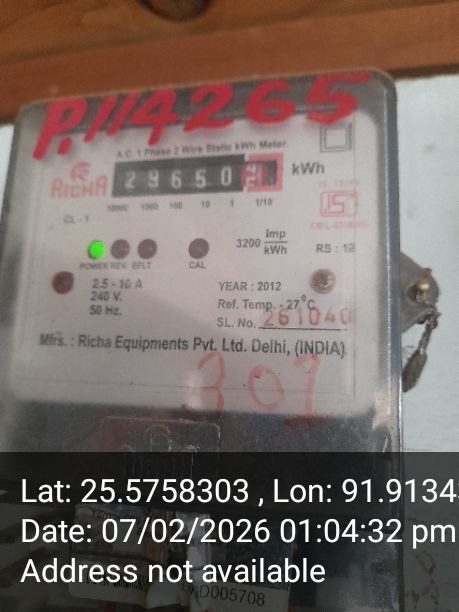 P.114265
A.C. 1 Phase 2 Wire Static kWh Meter.
RICHA
29650
kWh
10000 1000 100 10 1 1/10
CL - 1
3200 Imp/kWh
RS : 12
POWER REV. EFLT CAL
2.5 - 10 A
240 V.
50 Hz.
YEAR : 2012
Ref. Temp. - 27°C
SL. No. 261040
Mfrs. : Richa Equipments Pvt. Ltd. Delhi, (INDIA)
301
Lat: 25.5758303 , Lon: 91.9134
Date: 07/02/2026 01:04:32 pm
Address not available
D005708